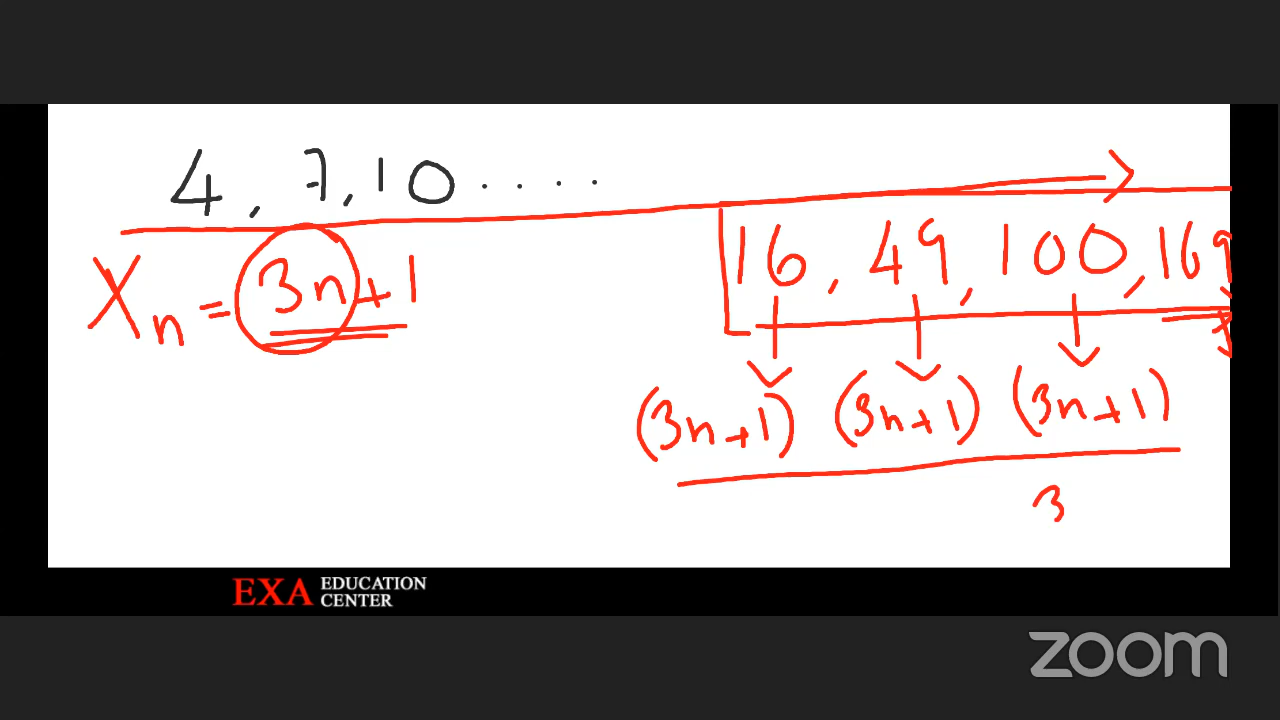 4, 7, 10 ....
Xn = 3n+1
16, 49, 100, 169
(3n+1) (3n+1) (3n+1)
3
EXA EDUCATION
CENTER
zoom